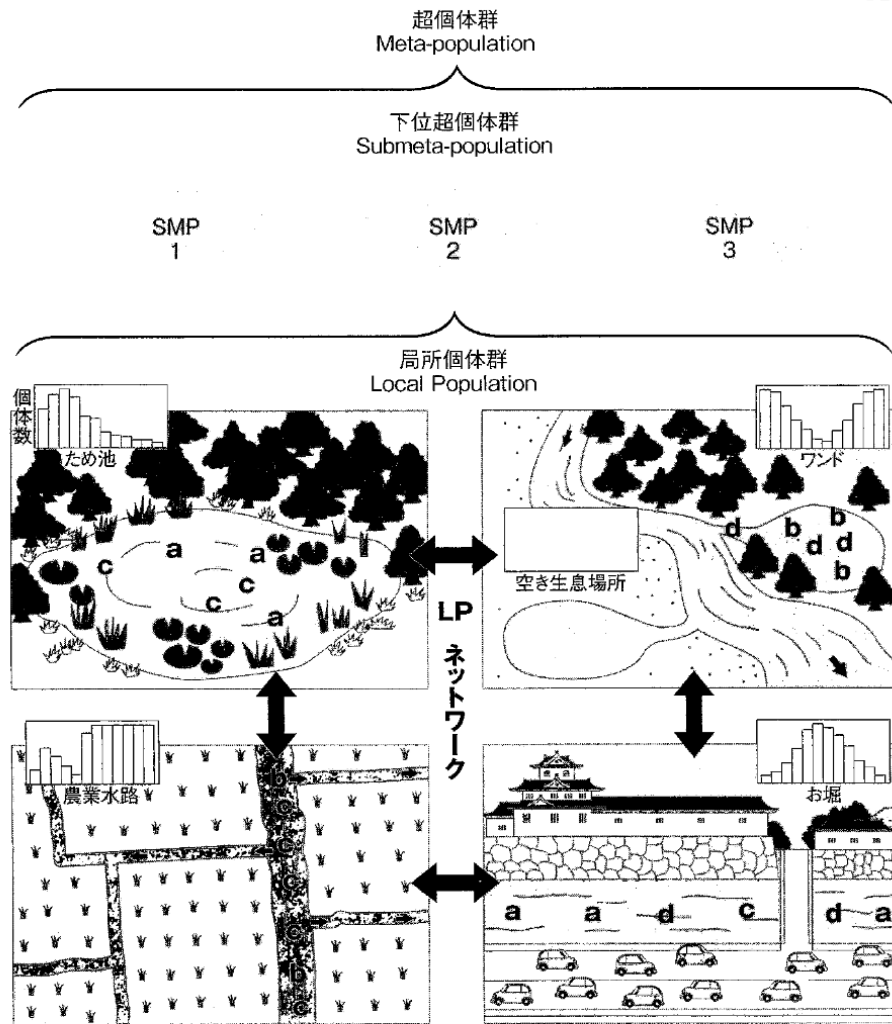 超個体群
Meta-population
下位超個体群
Submeta-population
SMP
1
SMP
2
SMP
3
局所個体群
Local Population
個体数
ため池
ワンド
a
a
c
c
c
a
d
b
b
d
d
b
空き生息場所
LP
ネットワーク
農業水路
お堀
b
c
c
c
c
b
c
a
a
d
c
d
a